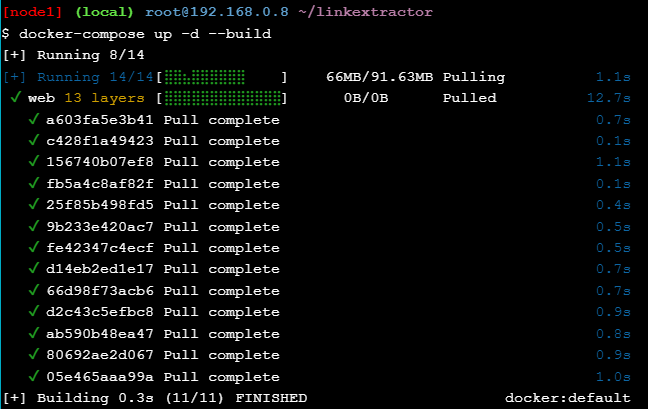 [node1] (local) root@192.168.0.8 ~/linkextractor
$ docker-compose up -d --build
[+] Running 8/14
[+] Running 14/14[⣿⣿⣦⣿⣿⣿⣿⣿⣿    ] 66MB/91.63MB Pulling 1.1s
✓ web 13 layers [⣿⣿⣿⣿⣿⣿⣿⣿⣿⣿⣿⣿⣿] 0B/0B Pulled 12.7s
✓ a603fa5e3b41 Pull complete 0.7s
✓ c428f1a49423 Pull complete 0.1s
✓ 156740b07ef8 Pull complete 1.1s
✓ fb5a4c8af82f Pull complete 0.1s
✓ 25f85b498fd5 Pull complete 0.4s
✓ 9b233e420ac7 Pull complete 0.5s
✓ fe42347c4ecf Pull complete 0.5s
✓ d14eb2ed1e17 Pull complete 0.7s
✓ 66d98f73acb6 Pull complete 0.7s
✓ d2c43c5efbc8 Pull complete 0.9s
✓ ab590b48ea47 Pull complete 0.8s
✓ 80692ae2d067 Pull complete 0.9s
✓ 05e465aaa99a Pull complete 1.0s
[+] Building 0.3s (11/11) FINISHED docker:default